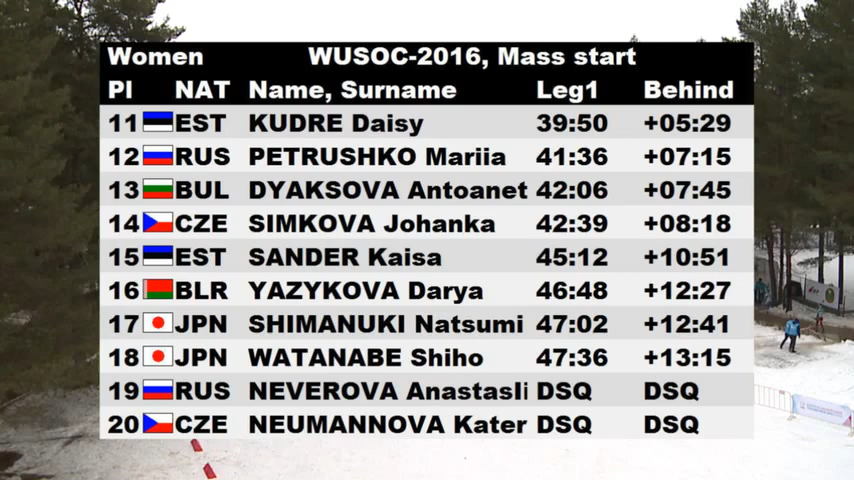 Women WUSOC-2016, Mass start
Pl NAT Name, Surname Leg1 Behind
11 EST KUDRE Daisy 39:50 +05:29
12 RUS PETRUSHKO Mariia 41:36 +07:15
13 BUL DYAKSOVA Antoanet 42:06 +07:45
14 CZE SIMKOVA Johanka 42:39 +08:18
15 EST SANDER Kaisa 45:12 +10:51
16 BLR YAZYKOVA Darya 46:48 +12:27
17 JPN SHIMANUKI Natsumi 47:02 +12:41
18 JPN WATANABE Shiho 47:36 +13:15
19 RUS NEVEROVA Anastasii DSQ DSQ
20 CZE NEUMANNOVA Kater DSQ DSQ